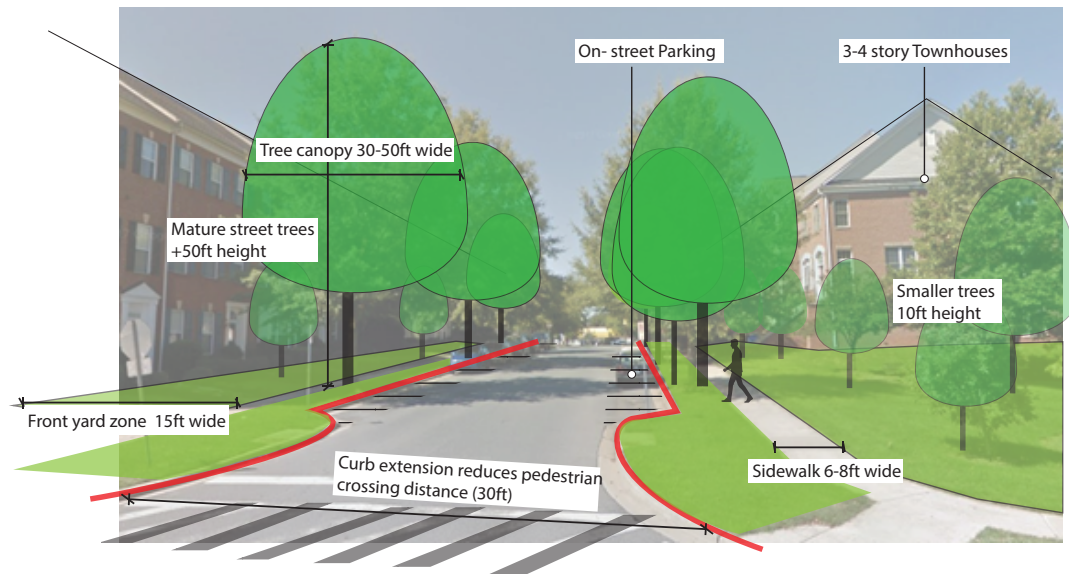 On- street Parking
3-4 story Townhouses
Tree canopy 30-50ft wide
Mature street trees
+50ft height
Smaller trees
10ft height
Front yard zone  15ft wide
Curb extension reduces pedestrian
crossing distance (30ft)
Sidewalk 6-8ft wide